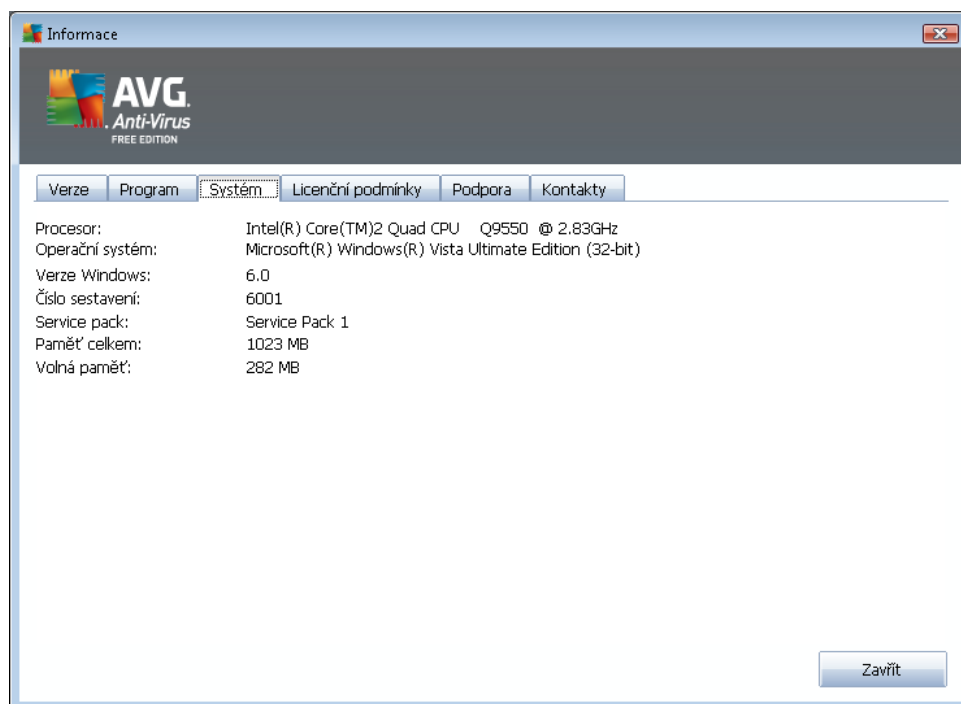 Informace
AVG.
Anti-Virus
FREE EDITION
Verze Program Systém Licenční podmínky Podpora Kontakty
Procesor: Intel(R) Core(TM)2 Quad CPU Q9550 @ 2.83GHz
Operační systém: Microsoft(R) Windows(R) Vista Ultimate Edition (32-bit)
Verze Windows: 6.0
Číslo sestavení: 6001
Service pack: Service Pack 1
Paměť celkem: 1023 MB
Volná paměť: 282 MB
Zavřít